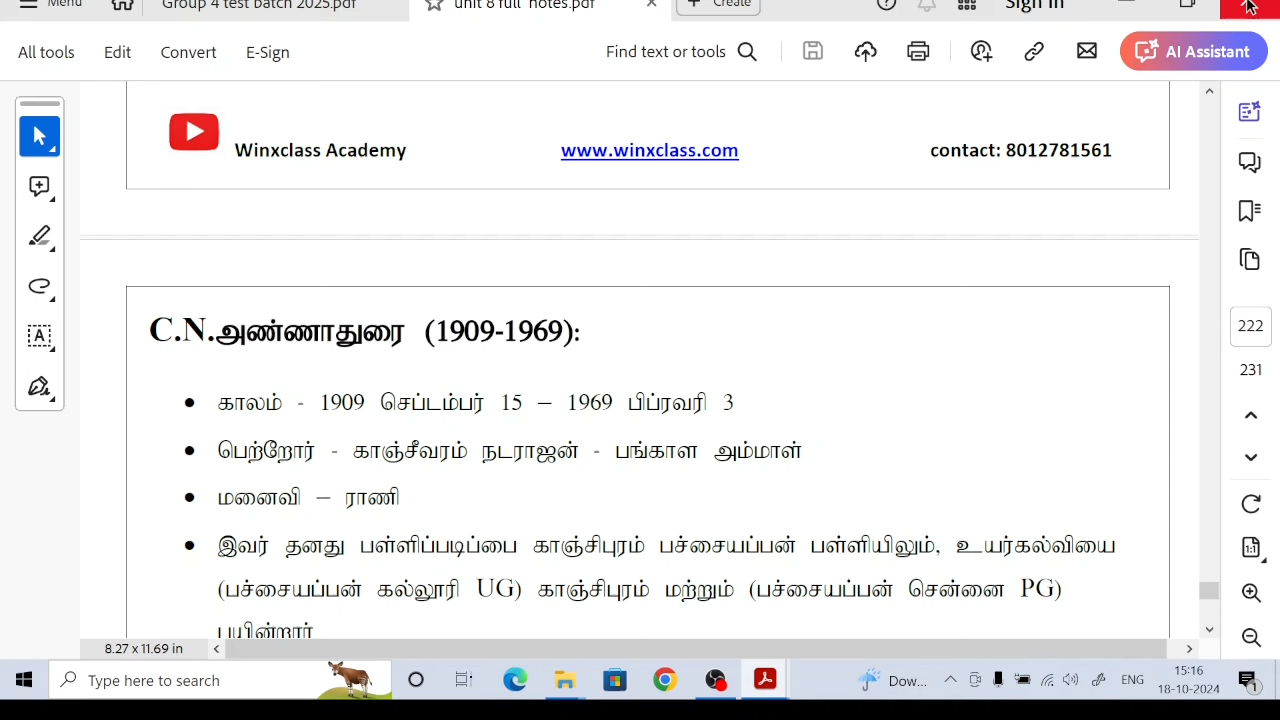 Menu Group 4 test batch 2025.pdf unit 8 full notes.pdf Create Sign in
All tools Edit Convert E-Sign Find text or tools AI Assistant
Winxclass Academy www.winxclass.com contact: 8012781561
C.N.அண்ணாதுரை (1909-1969):
• காலம் - 1909 செப்டம்பர் 15 – 1969 பிப்ரவரி 3
• பெற்றோர் - காஞ்சீவரம் நடராஜன் - பங்காள அம்மாள்
• மனைவி – ராணி
• இவர் தனது பள்ளிப்படிப்பை காஞ்சிபுரம் பச்சையப்பன் பள்ளியிலும், உயர்கல்வியை
(பச்சையப்பன் கல்லூரி UG) காஞ்சிபுரம் மற்றும் (பச்சையப்பன் சென்னை PG)
பயின்றார்
222
231
8.27 x 11.69 in
Type here to search Dow... ENG 15:16
18-10-2024